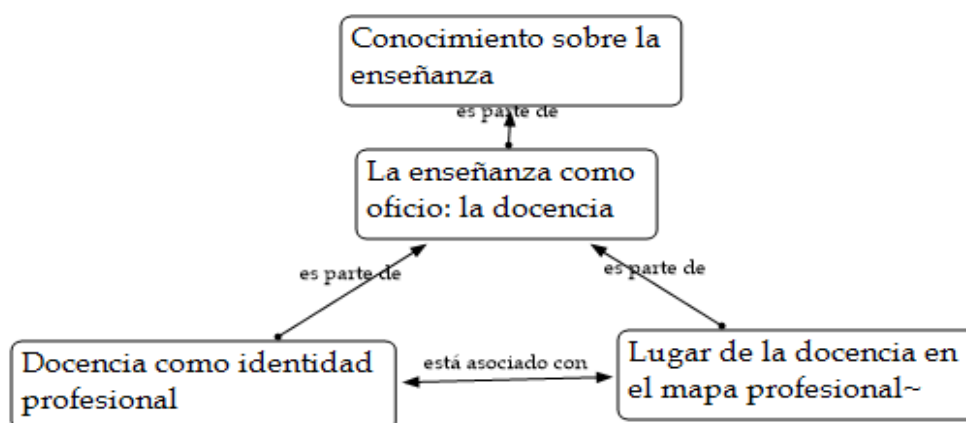 Conocimiento sobre la
enseñanza
es parte de
La enseñanza como
oficio: la docencia
es parte de
es parte de
Docencia como identidad
profesional
está asociado con
Lugar de la docencia en
el mapa profesional~